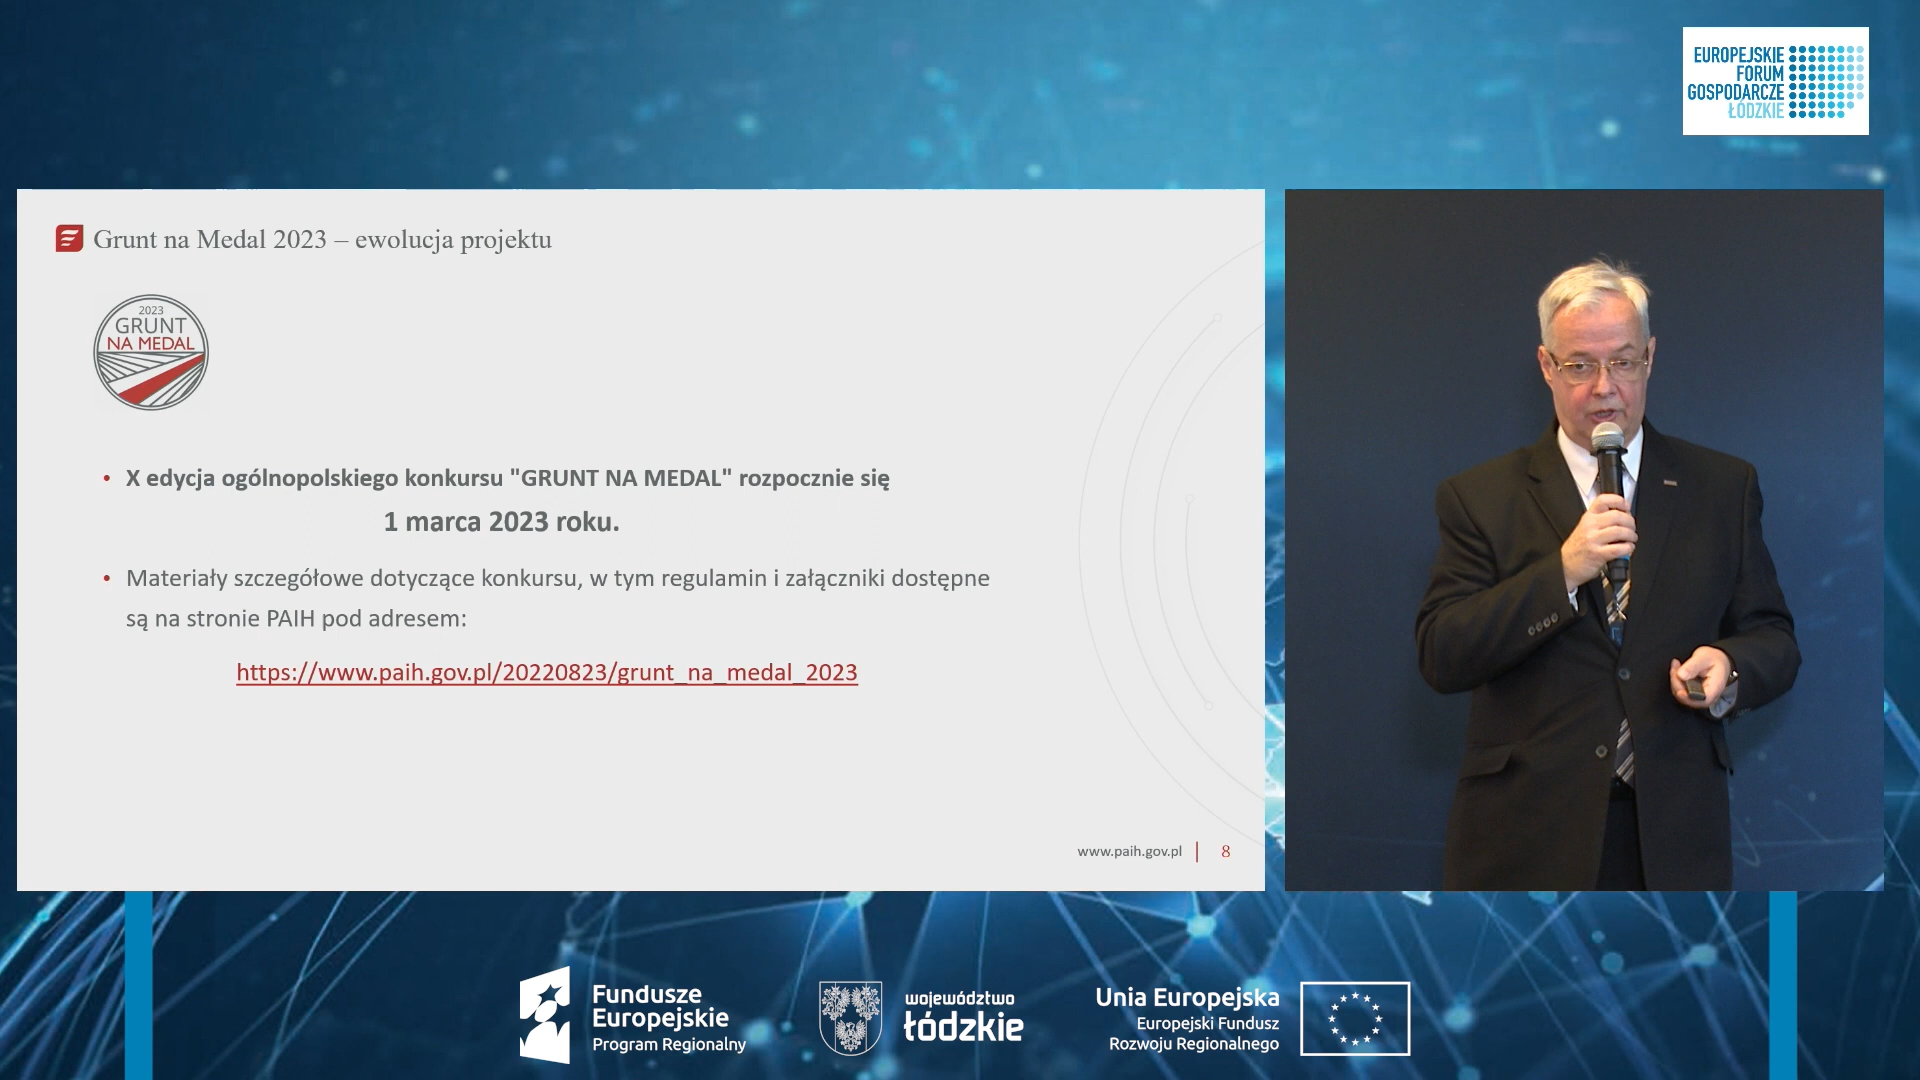 EUROPEJSKIE
FORUM
GOSPODARCZE
ŁÓDZKIE
Grunt na Medal 2023 – ewolucja projektu
2023
GRUNT
NA MEDAL
• X edycja ogólnopolskiego konkursu "GRUNT NA MEDAL" rozpocznie się
1 marca 2023 roku.
• Materiały szczegółowe dotyczące konkursu, w tym regulamin i załączniki dostępne
są na stronie PAIH pod adresem:
https://www.paih.gov.pl/20220823/grunt_na_medal_2023
www.paih.gov.pl | 8
Fundusze
Europejskie
Program Regionalny
województwo
łódzkie
Unia Europejska
Europejski Fundusz
Rozwoju Regionalnego